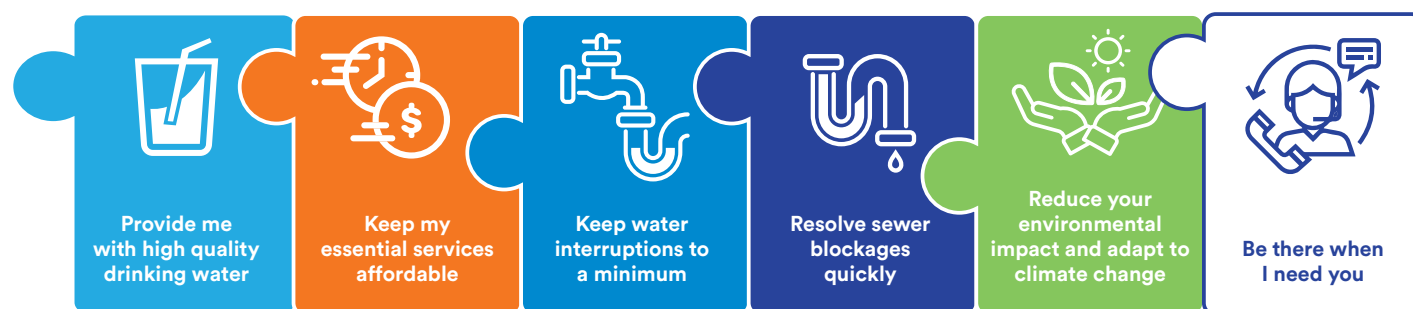 $
Provide me
with high quality
drinking water
Keep my
essential services
affordable
Keep water
interruptions to
a minimum
Resolve sewer
blockages
quickly
Reduce your
environmental
impact and adapt to
climate change
Be there when
I need you